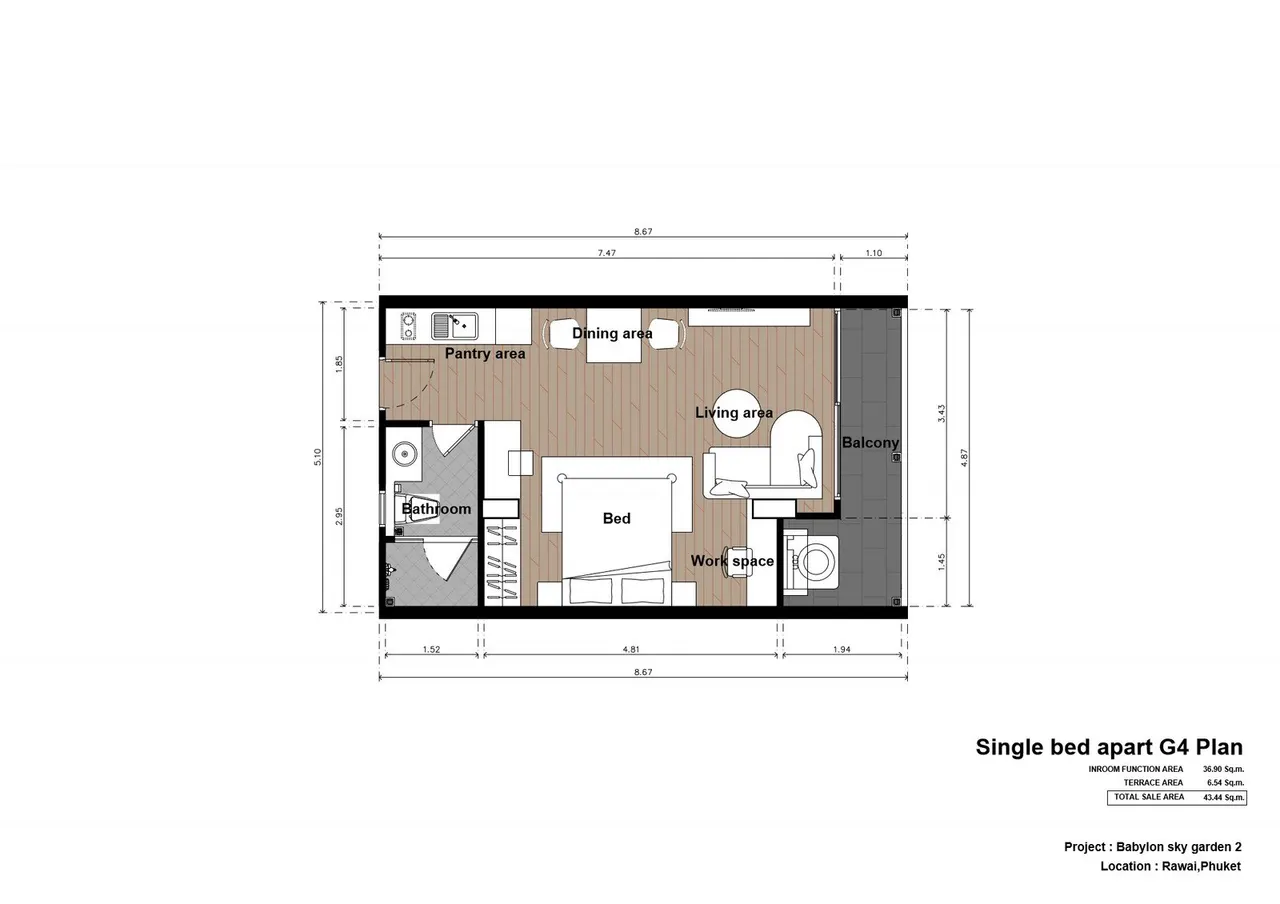 8.67
7.47
1.10
Dining area
Pantry area
1.85
Living area
3.43
Balcony
5.10
4.87
Bathroom
2.95
Bed
Work space
1.45
1.52
4.81
1.94
8.67
Single bed apart G4 Plan
INROOM FUNCTION AREA 36.90 Sq.m.
TERRACE AREA 6.54 Sq.m.
TOTAL SALE AREA 43.44 Sq.m.
Project : Babylon sky garden 2
Location : Rawai,Phuket